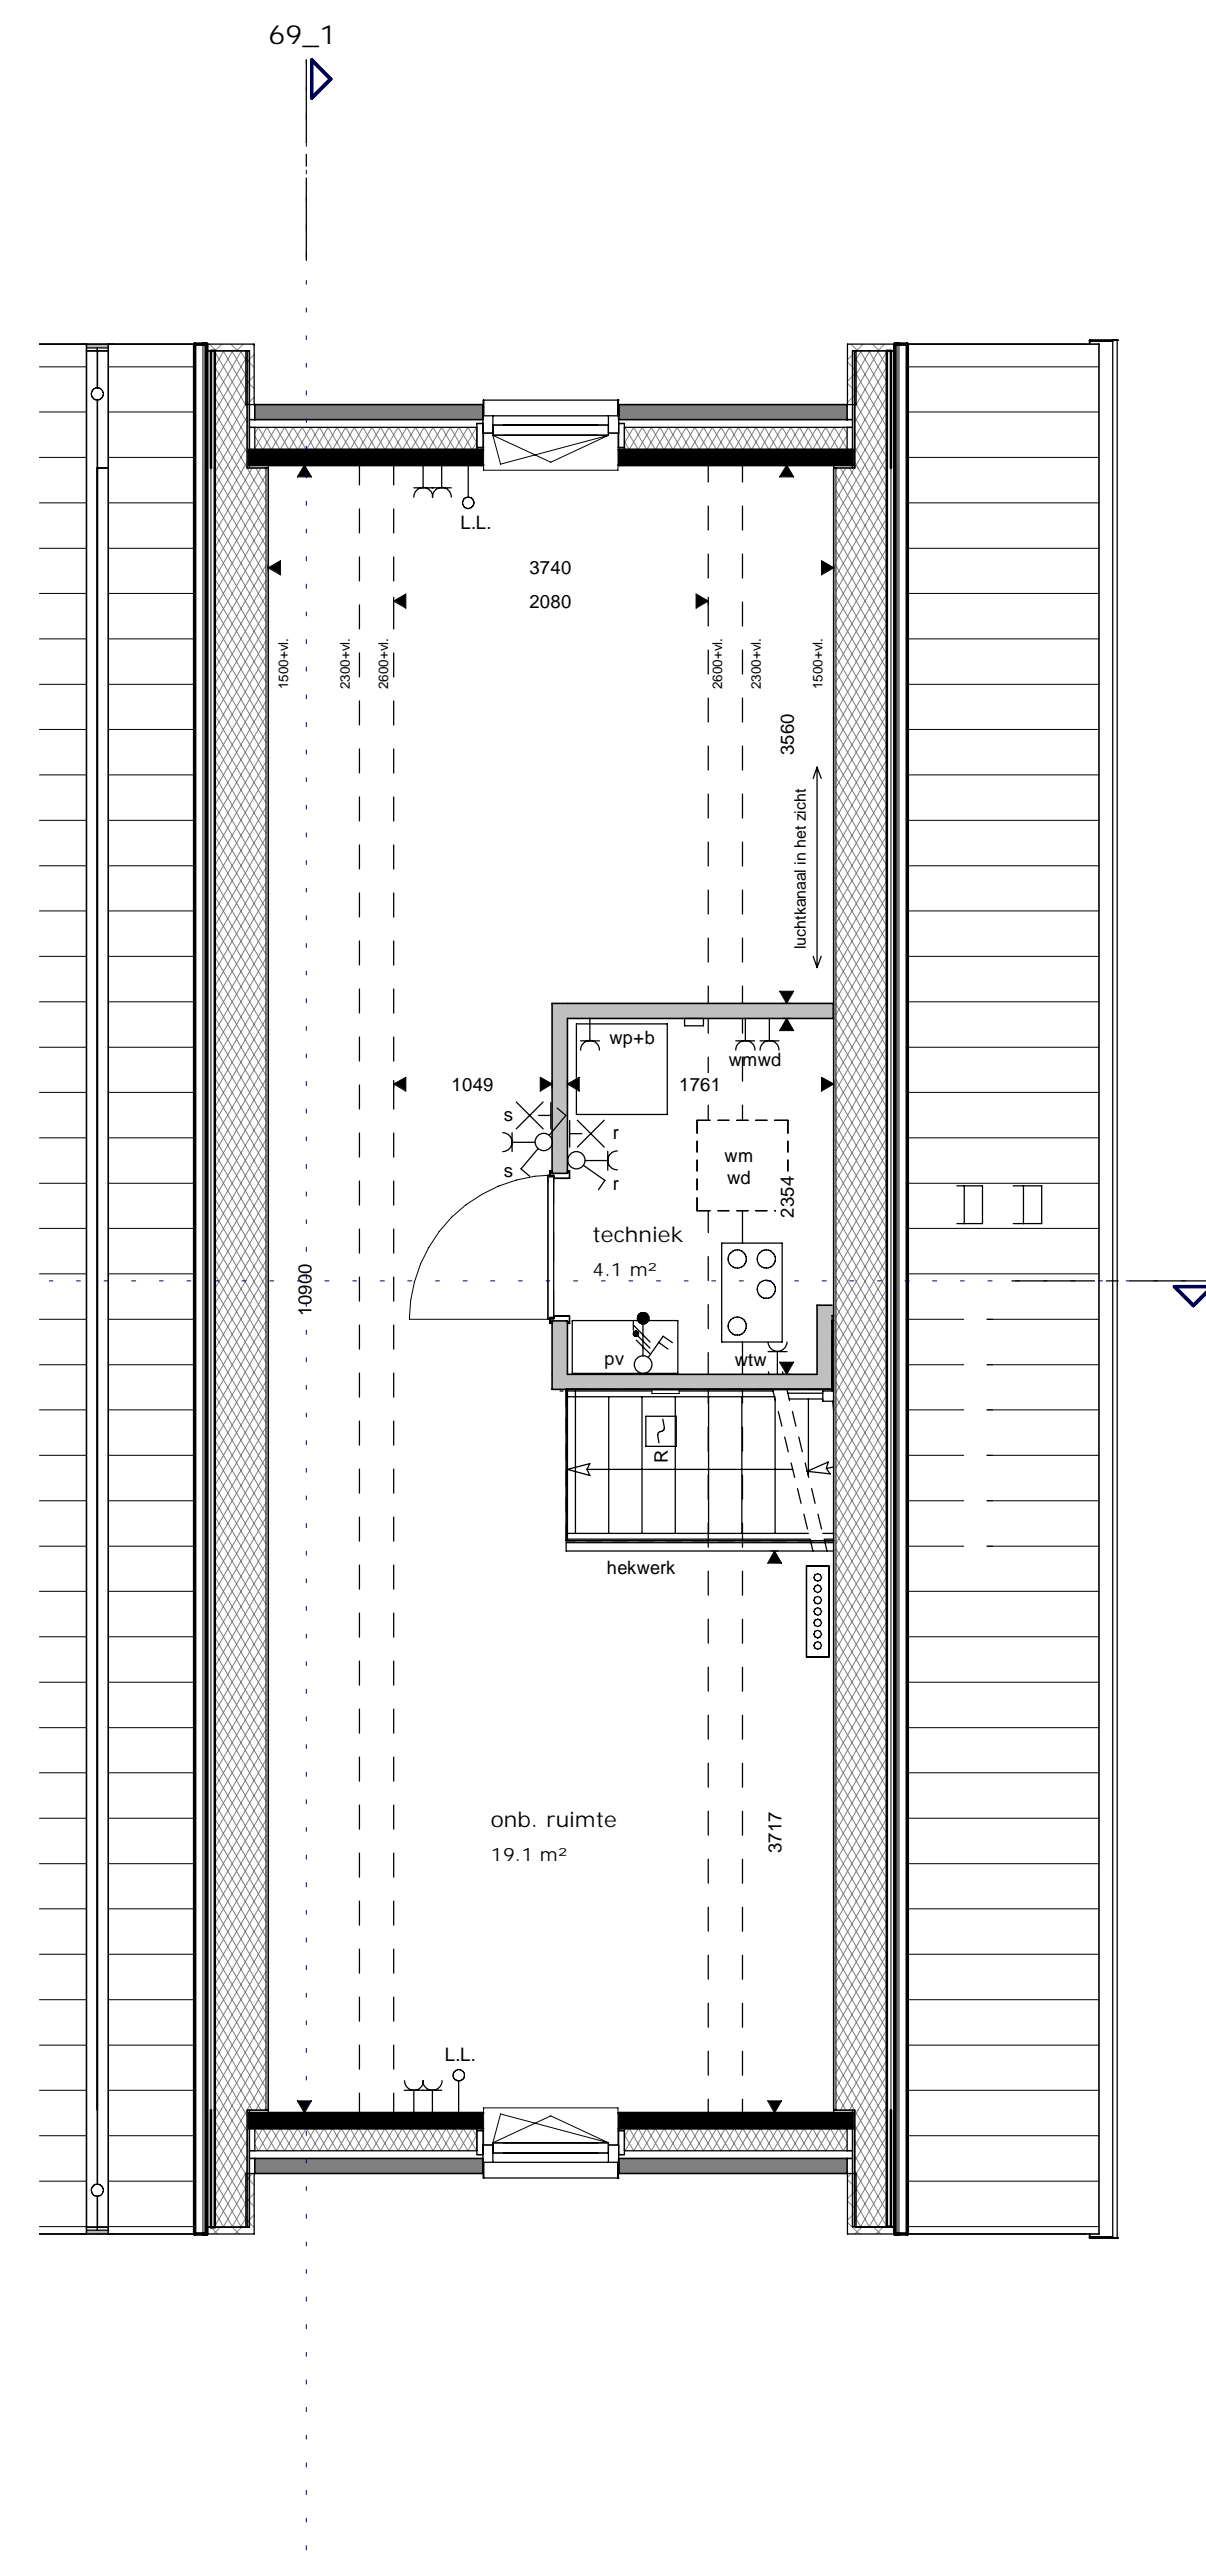 69_1
L.L.
3740
2080
1500+vl.
2300+vl.
2600+vl.
2600+vl.
2300+vl.
1500+vl.
3560
luchtkanaal in het zicht
wp+b
wmwd
1049
1761
s
r
s
r
wm
wd
2354
techniek
4.1 m²
10900
pv
wtw
R
hekwerk
onb. ruimte
19.1 m²
3717
L.L.